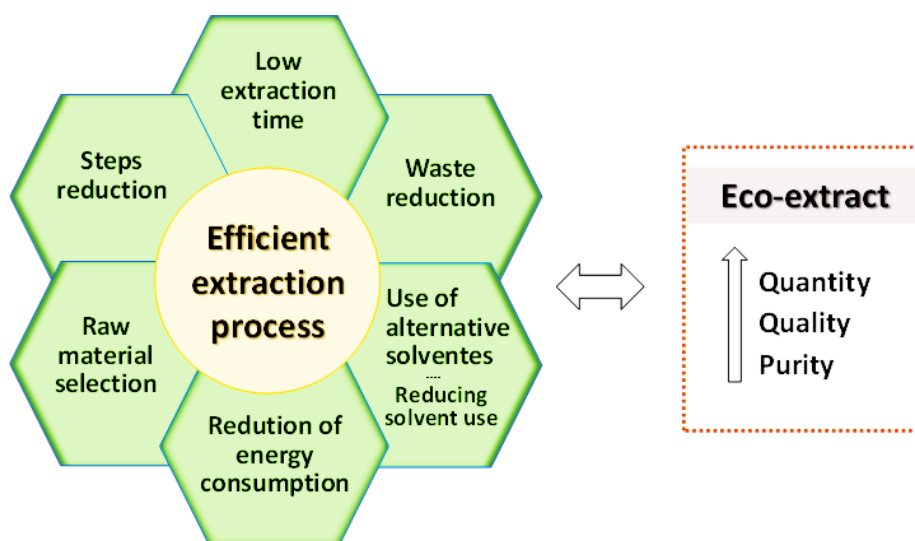 Low
extraction
time
Steps
reduction
Waste
reduction
Efficient
extraction
process
Raw
material
selection
Use of
alternative
solventes
....
Reducing
solvent use
Redution of
energy
consumption
Eco-extract
Quantity
Quality
Purity